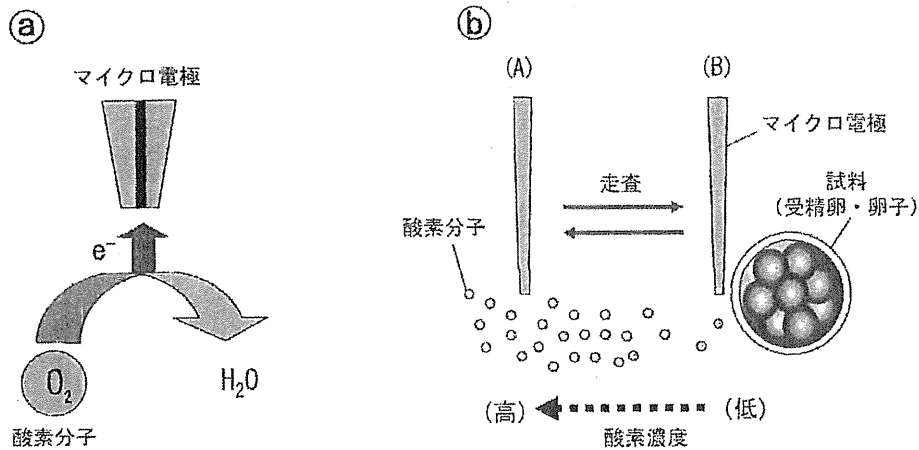 ⓐ
マイクロ電極
e⁻
O₂
H₂O
酸素分子
ⓑ
(A)
(B)
マイクロ電極
走査
試料
(受精卵・卵子)
酸素分子
(高)
(低)
酸素濃度